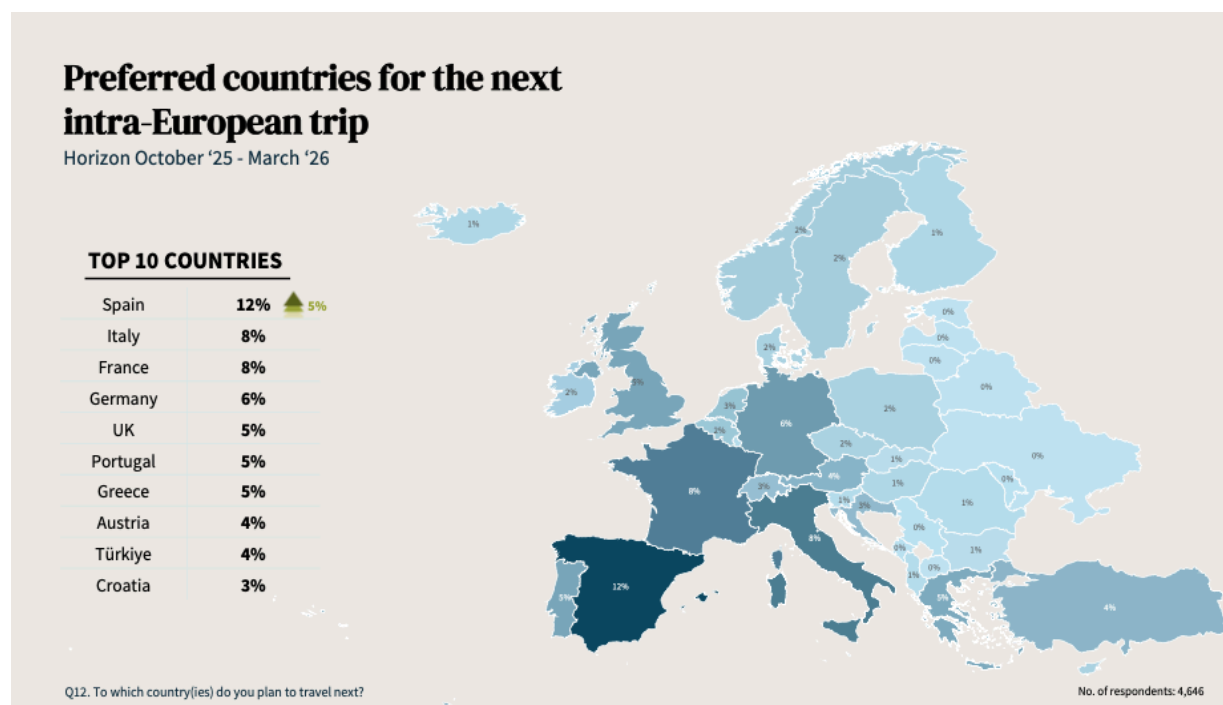 Preferred countries for the next
intra-European trip
Horizon October ‘25 - March ‘26
TOP 10 COUNTRIES
Spain 12% 5%
Italy 8%
France 8%
Germany 6%
UK 5%
Portugal 5%
Greece 5%
Austria 4%
Türkiye 4%
Croatia 3%
1%
2%
2%
1%
0%
0%
0%
2%
0%
5%
2%
3%
2%
6%
2%
2%
0%
1%
0%
8%
3%
4%
1%
1%
3%
1%
8%
0%
0%
1%
0%
1%
12%
5%
5%
4%
Q12. To which country(ies) do you plan to travel next?
No. of respondents: 4,646